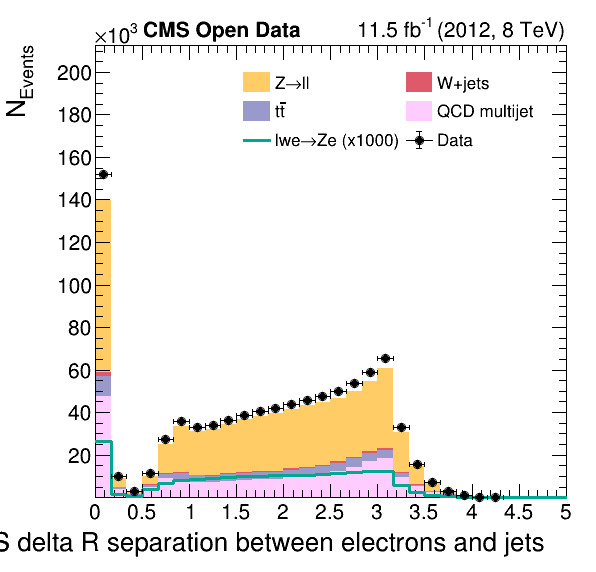 ×10³ CMS Open Data 11.5 fb⁻¹ (2012, 8 TeV)
N_Events
Z→ll W+jets
tt̄ QCD multijet
lwe→Ze (x1000) Data
200
180
160
140
120
100
80
60
40
20
0 0.5 1 1.5 2 2.5 3 3.5 4 4.5 5
S delta R separation between electrons and jets